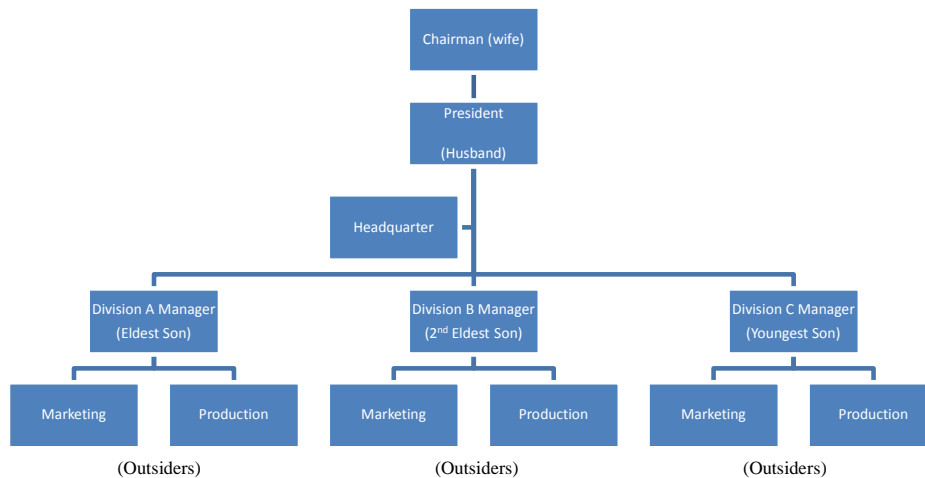 Chairman (wife)
President
(Husband)
Headquarter
Division A Manager
(Eldest Son)
Division B Manager
(2nd Eldest Son)
Division C Manager
(Youngest Son)
Marketing
Production
Marketing
Production
Marketing
Production
(Outsiders)
(Outsiders)
(Outsiders)